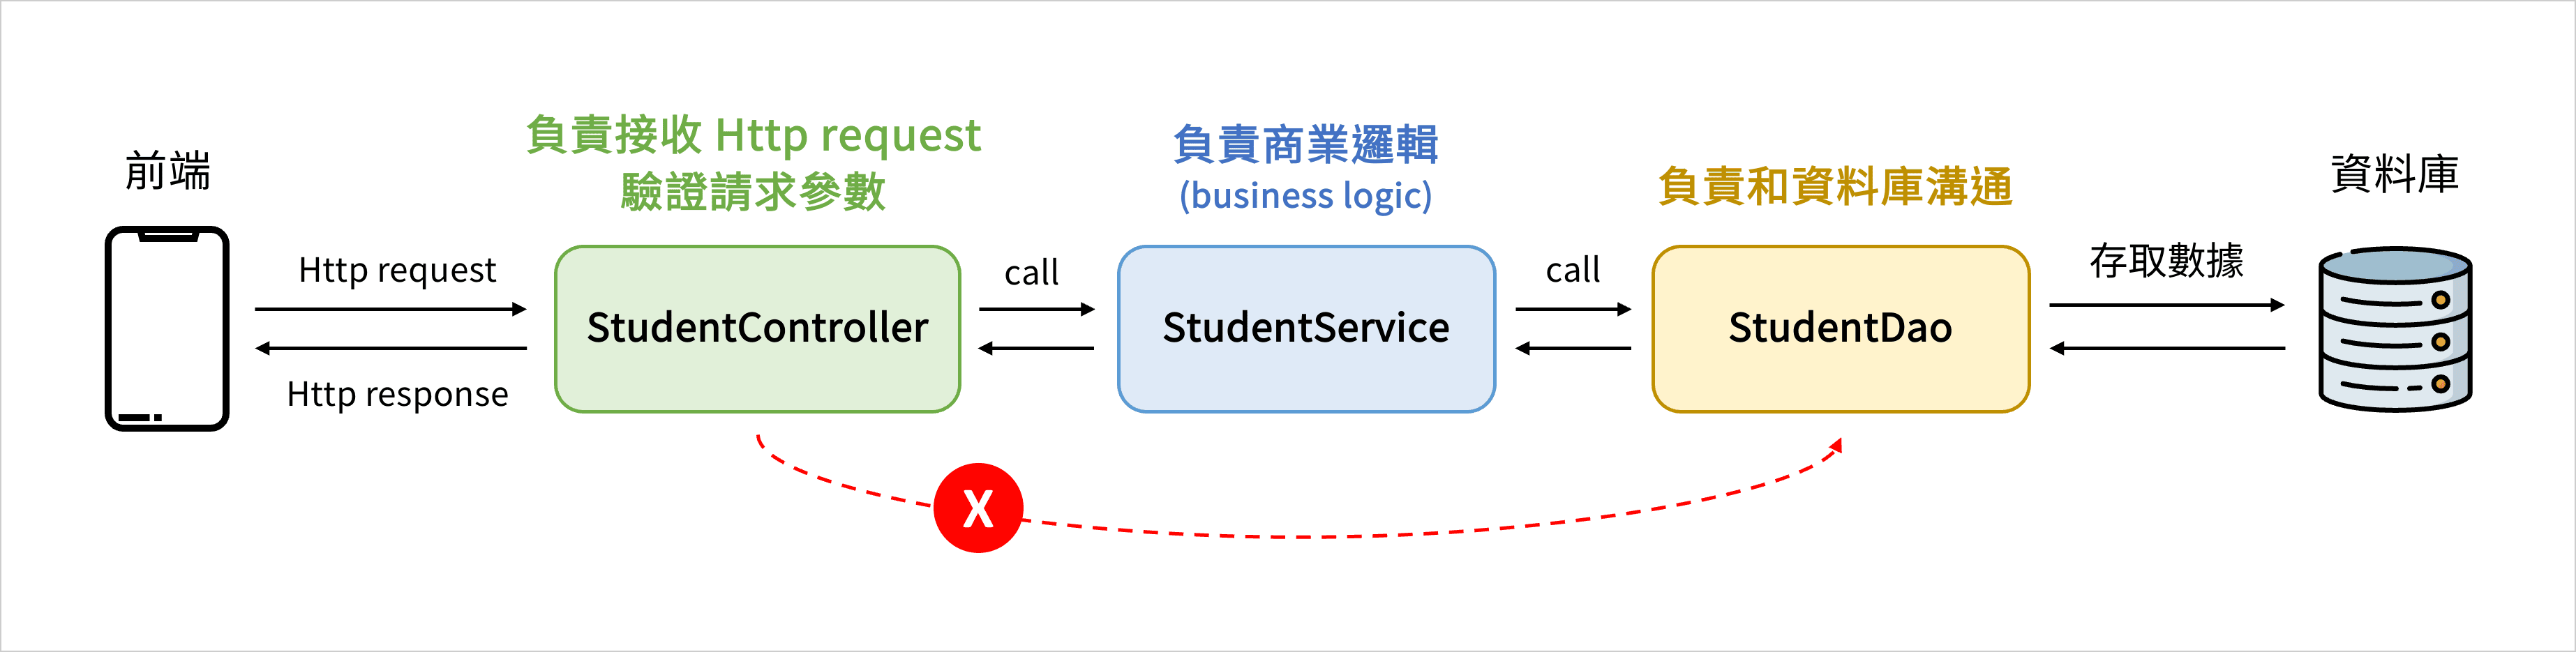 前端
Http request
Http response
負責接收 Http request
驗證請求參數
StudentController
call
負責商業邏輯
(business logic)
StudentService
call
負責和資料庫溝通
StudentDao
存取數據
資料庫
X